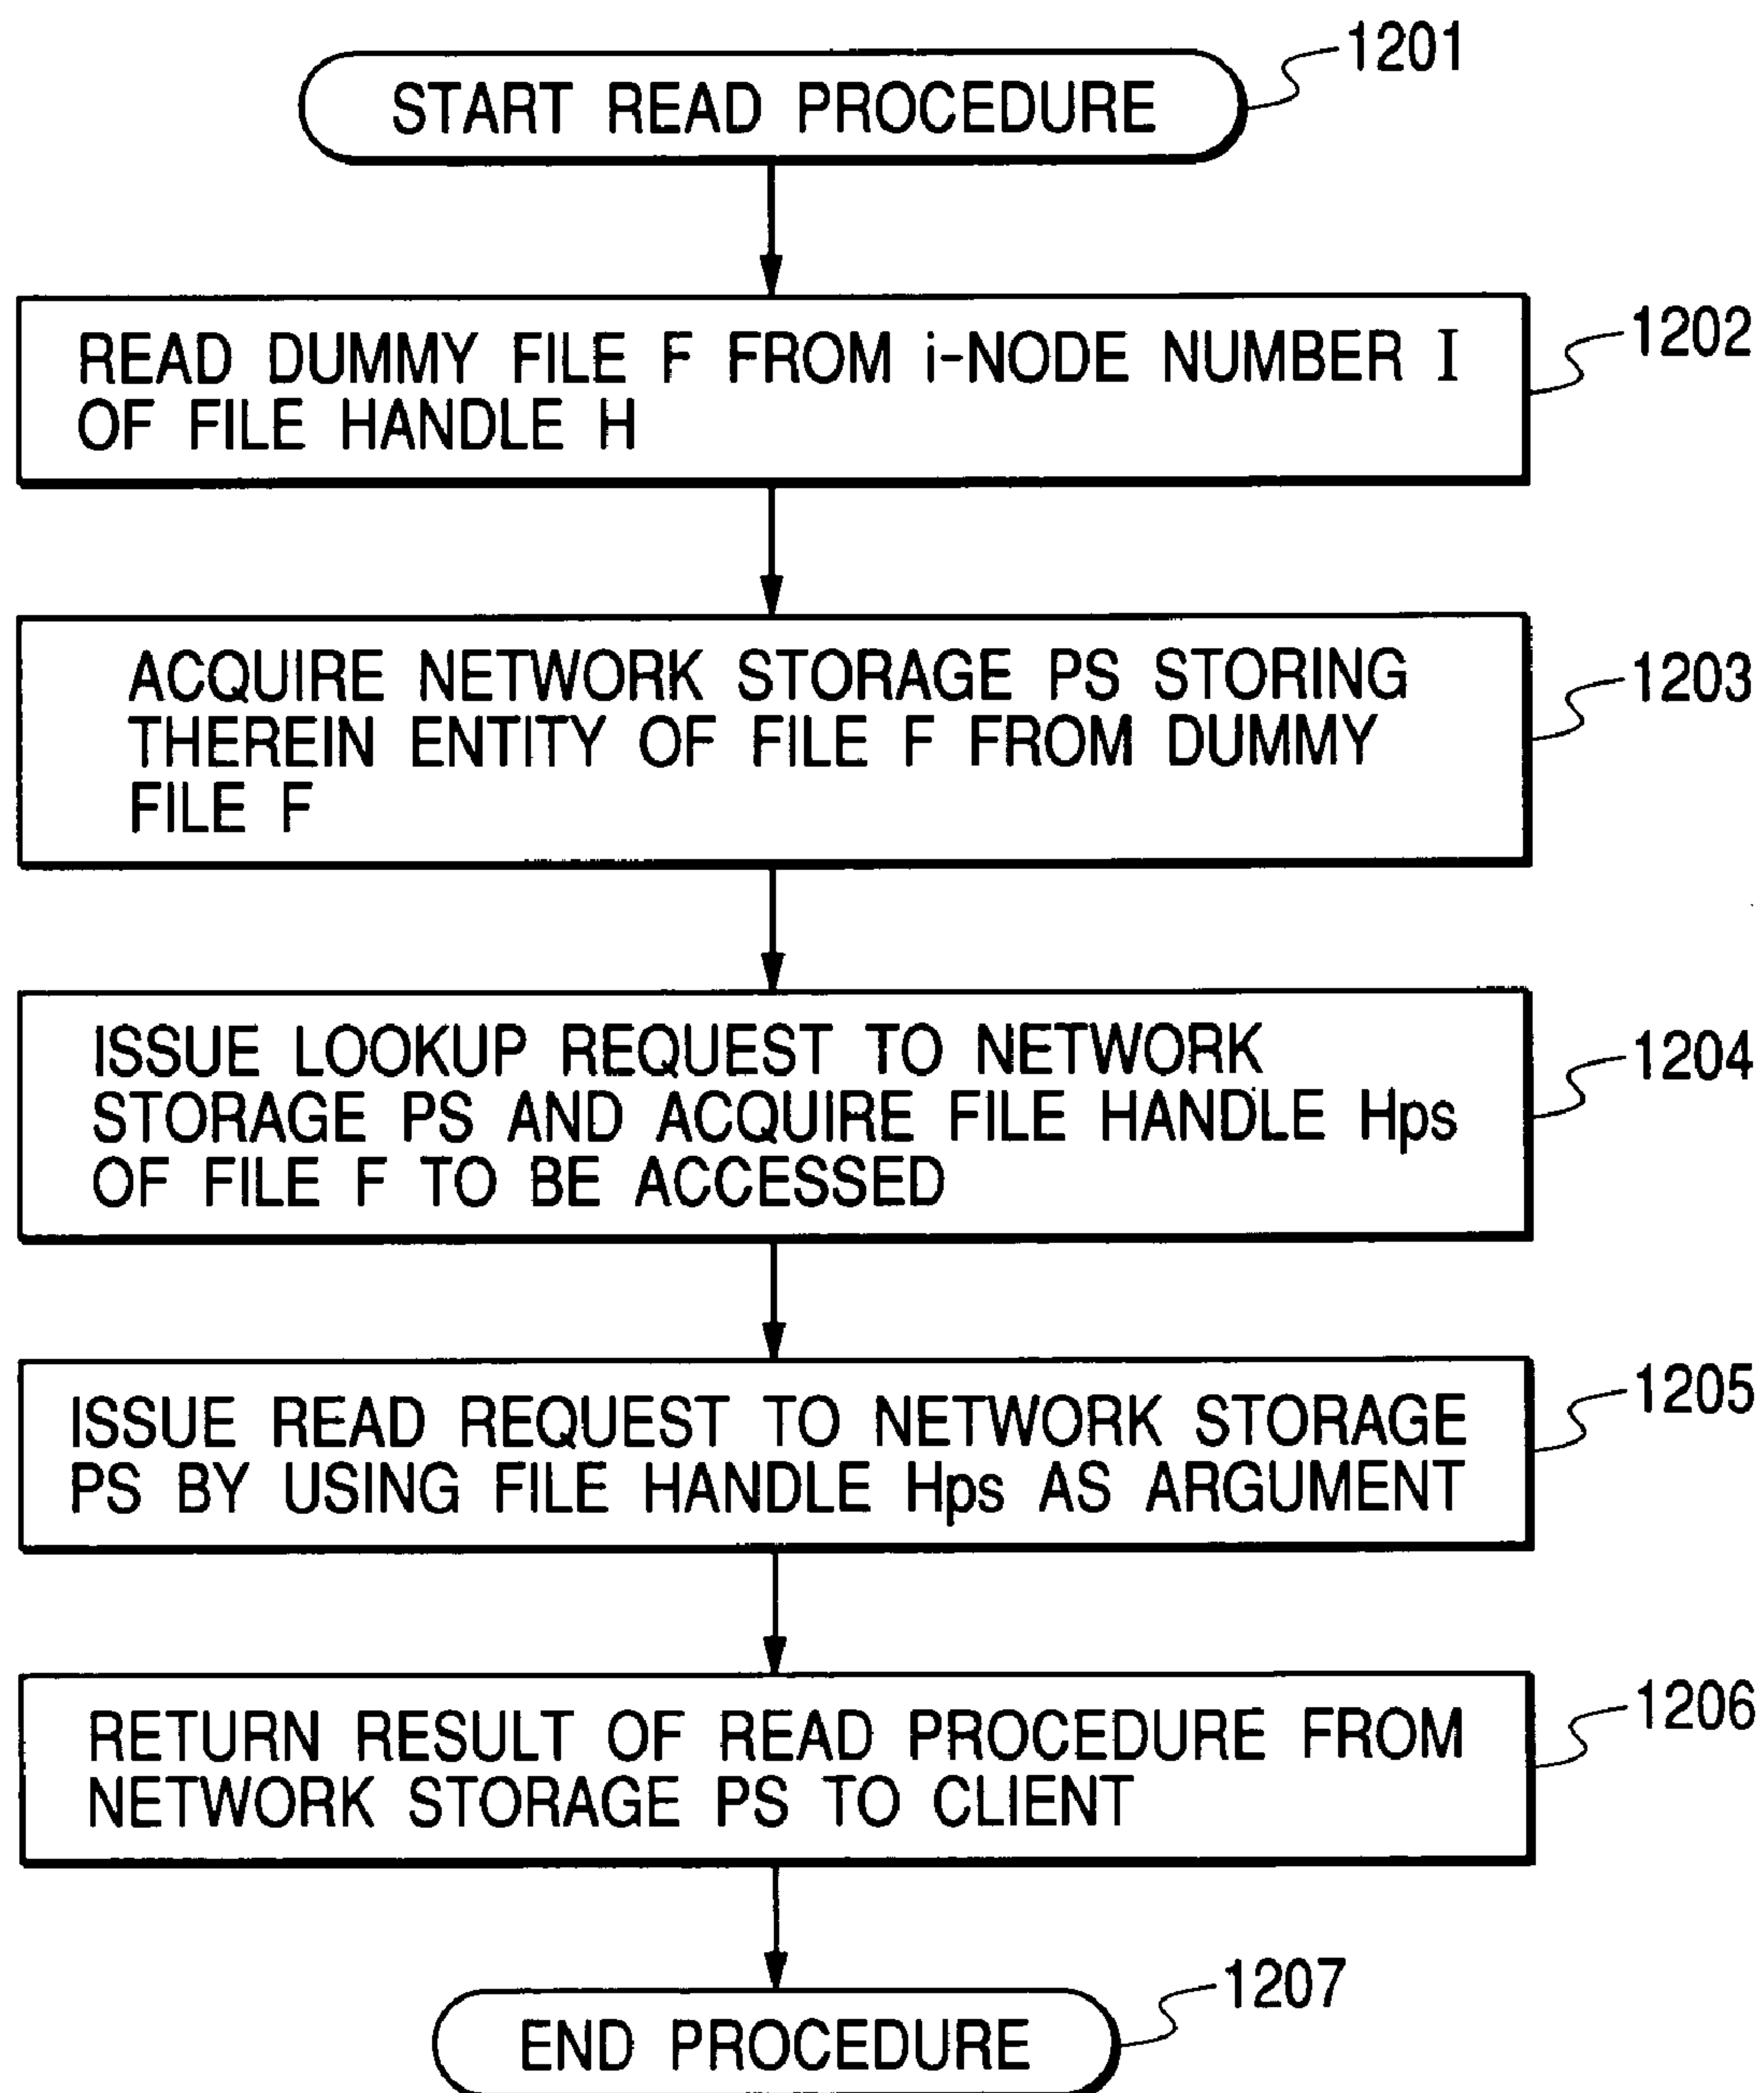 START READ PROCEDURE
1201
READ DUMMY FILE F FROM i-NODE NUMBER I
OF FILE HANDLE H
1202
ACQUIRE NETWORK STORAGE PS STORING
THEREIN ENTITY OF FILE F FROM DUMMY
FILE F
1203
ISSUE LOOKUP REQUEST TO NETWORK
STORAGE PS AND ACQUIRE FILE HANDLE Hps
OF FILE F TO BE ACCESSED
1204
ISSUE READ REQUEST TO NETWORK STORAGE
PS BY USING FILE HANDLE Hps AS ARGUMENT
1205
RETURN RESULT OF READ PROCEDURE FROM
NETWORK STORAGE PS TO CLIENT
1206
END PROCEDURE
1207